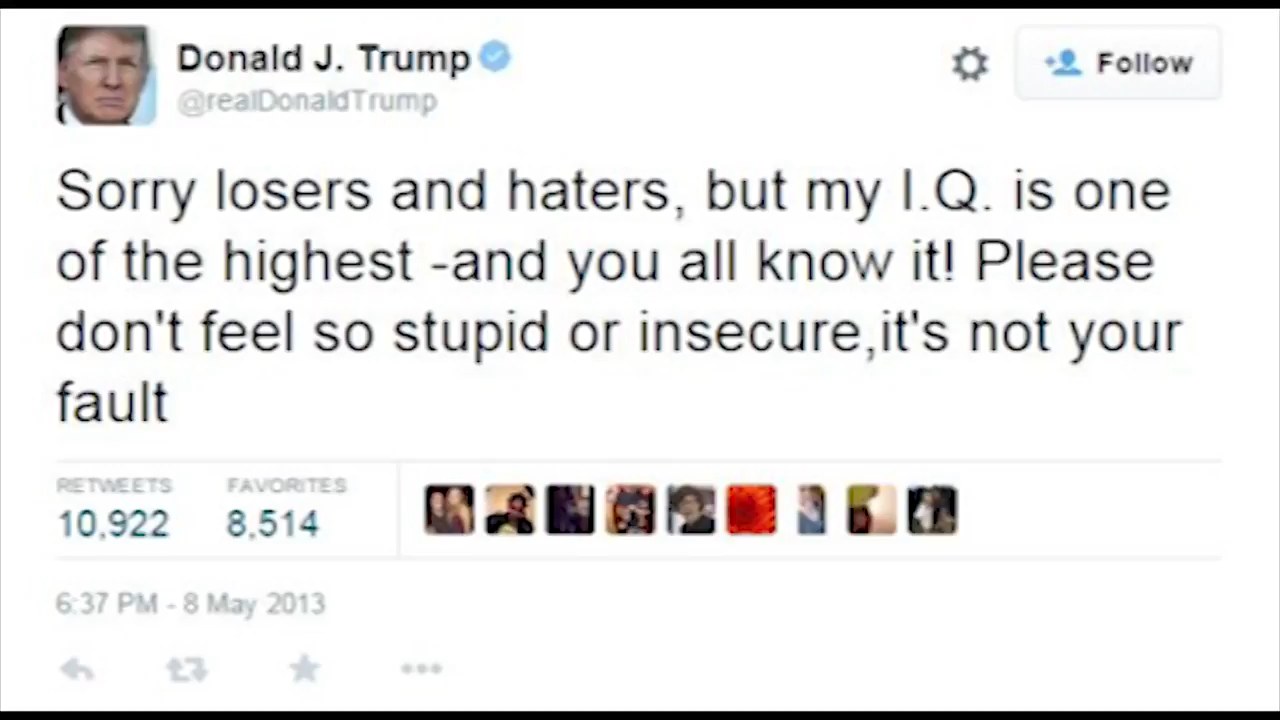 Donald J. Trump
@realDonaldTrump
Follow
Sorry losers and haters, but my I.Q. is one
of the highest -and you all know it! Please
don't feel so stupid or insecure,it's not your
fault
RETWEETS FAVORITES
10,922 8,514
6:37 PM - 8 May 2013